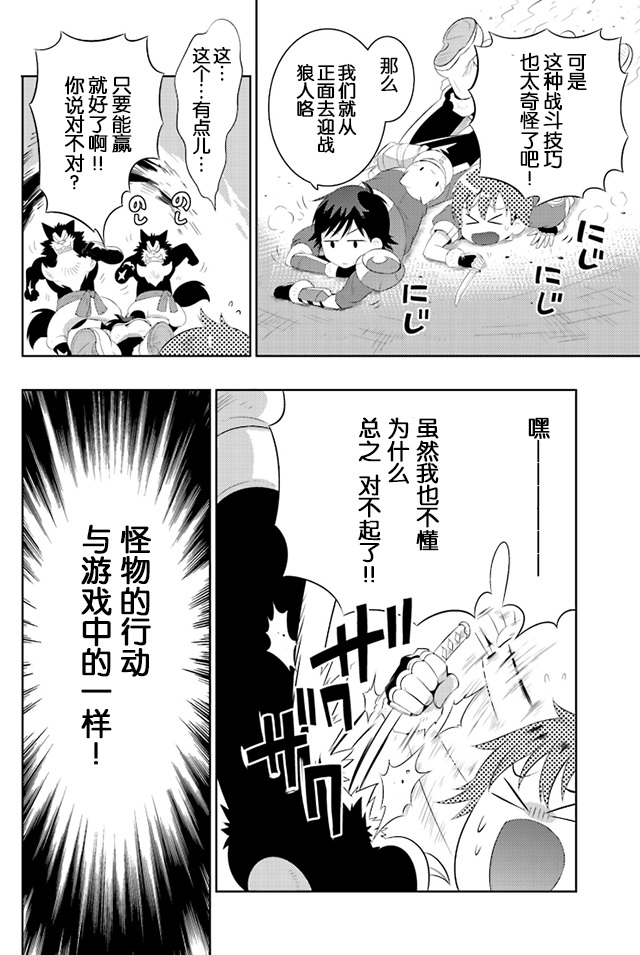 可是
这种战斗技巧
也太奇怪了吧！
那么
我们就从
正面去迎战
狼人咯
にじ
にじ
这…
这个…有点儿…
只要能赢
就好了啊!!
你说对不对？
のし
のし
嘿————
虽然我也不懂
为什么
总之 对不起了!!
ザクザク
怪物的行动
与游戏中的一样！